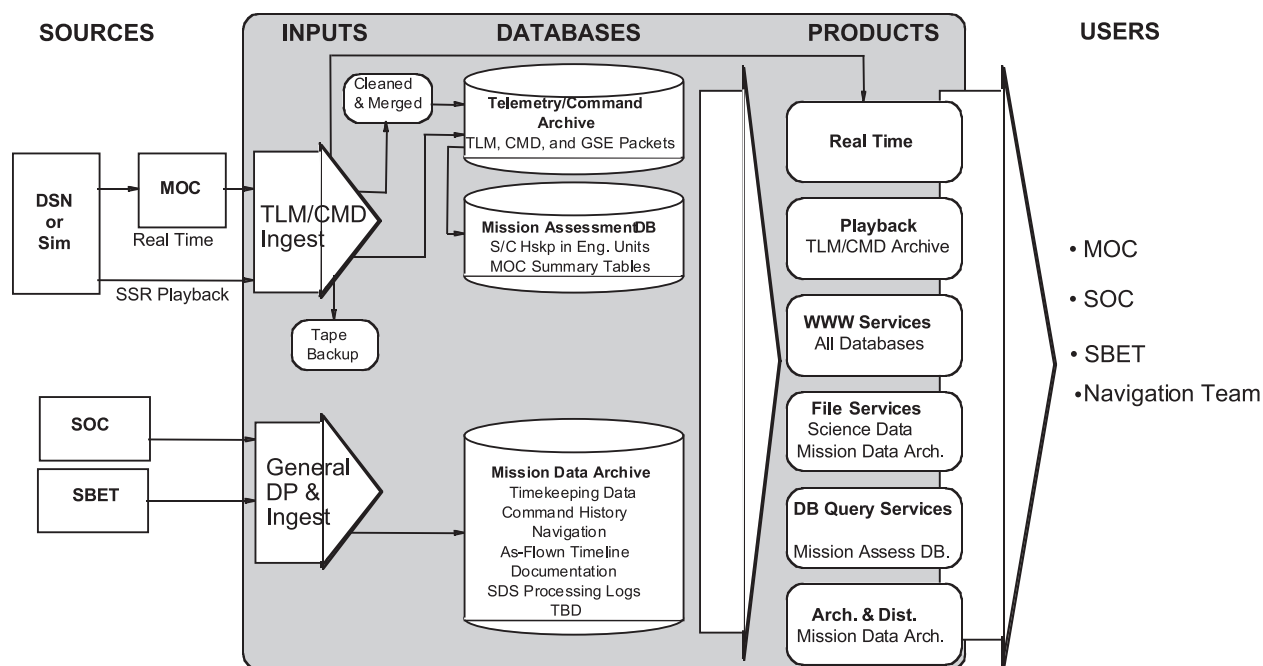 SOURCES
INPUTS
DATABASES
PRODUCTS
USERS
DSN
or
Sim
MOC
Real Time
SSR Playback
SOC
SBET
TLM/CMD
Ingest
Cleaned
& Merged
Tape
Backup
General
DP &
Ingest
Telemetry/Command
Archive
TLM, CMD, and GSE Packets
Mission AssessmentDB
S/C Hskp in Eng. Units
MOC Summary Tables
Mission Data Archive
Timekeeping Data
Command History
Navigation
As-Flown Timeline
Documentation
SDS Processing Logs
TBD
Real Time
Playback
TLM/CMD Archive
WWW Services
All Databases
File Services
Science Data
Mission Data Arch.
DB Query Services
Mission Assess DB.
Arch. & Dist.
Mission Data Arch.
• MOC
• SOC
• SBET
•Navigation Team